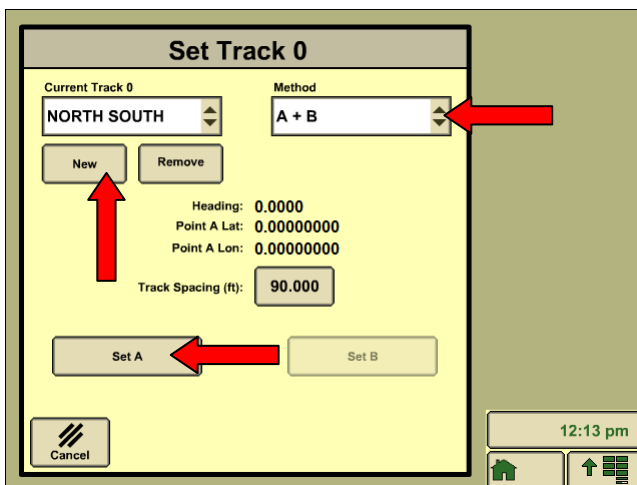 Set Track 0
Current Track 0
Method
NORTH SOUTH
A + B
New
Remove
Heading: 0.0000
Point A Lat: 0.00000000
Point A Lon: 0.00000000
Track Spacing (ft): 90.000
Set A
Set B
Cancel
12:13 pm